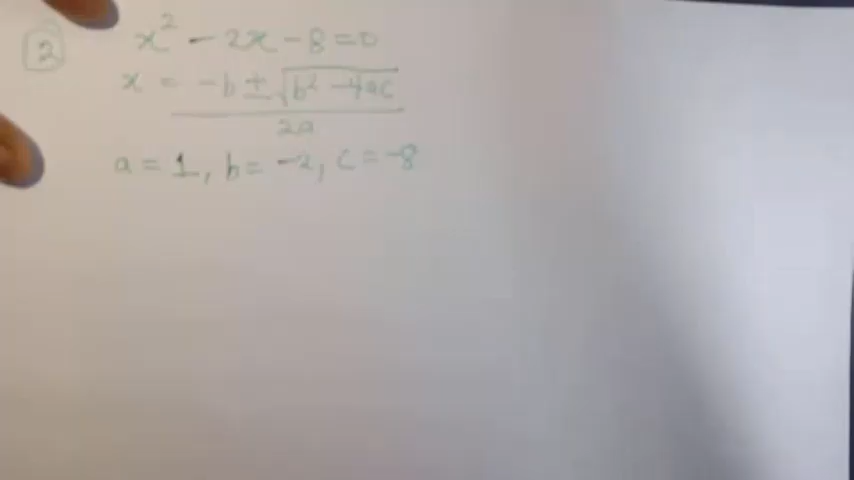 2 x² - 2x - 8 = 0
x = -b ± √b² - 4ac
2a
a = 1, b = -2, c = -8